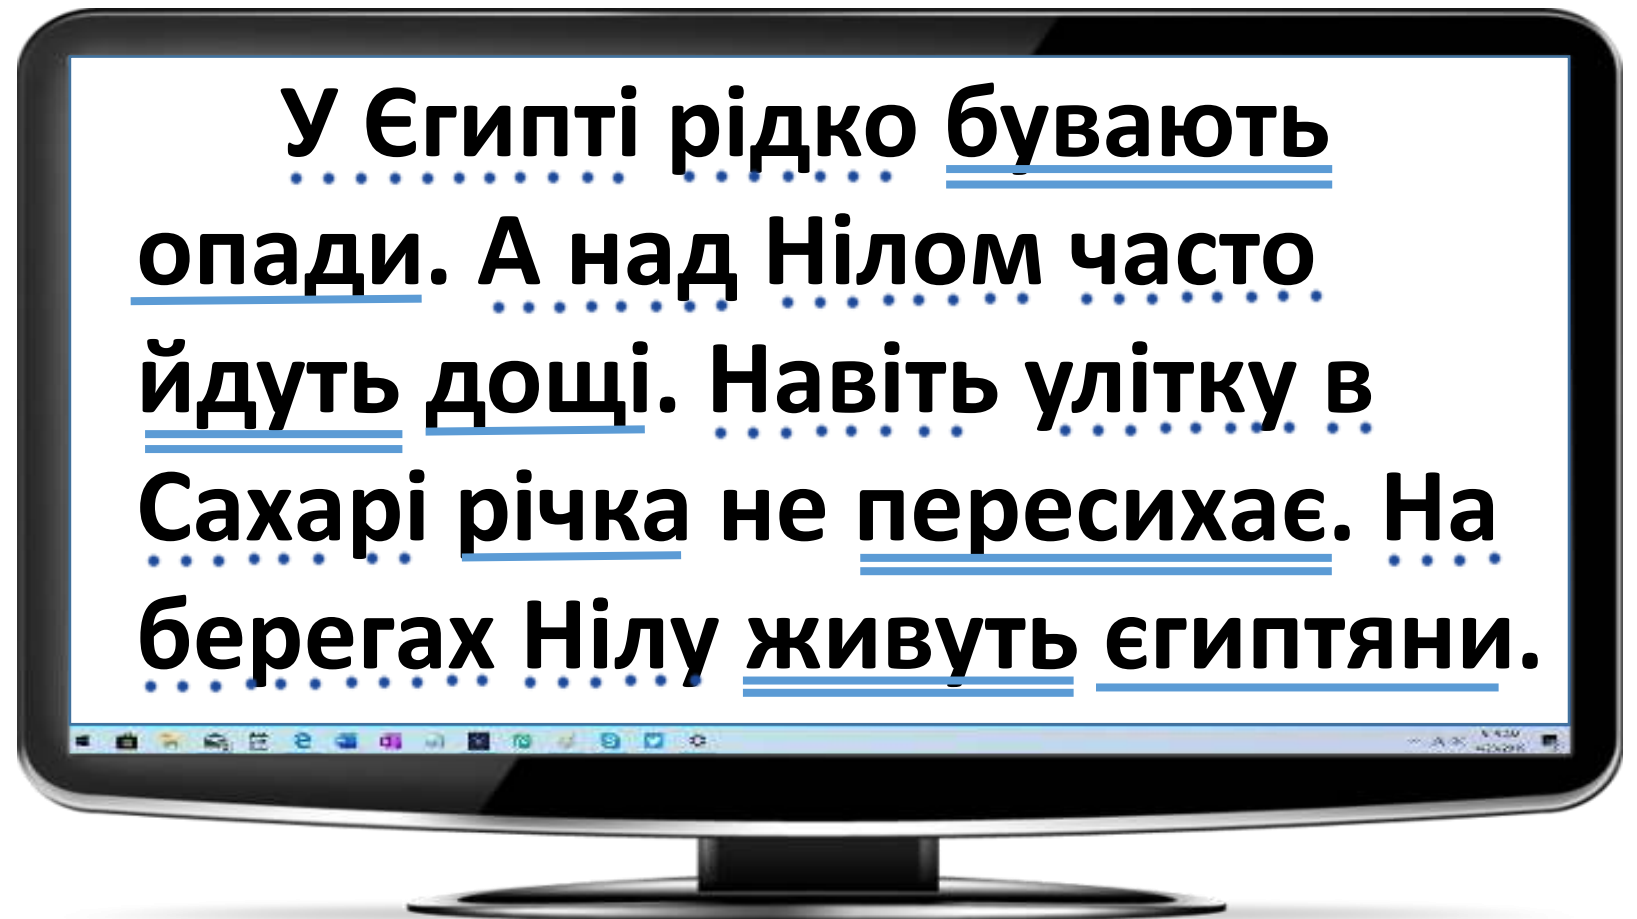 У Єгипті рідко бувають
опади. А над Нілом часто
йдуть дощі. Навіть улітку в
Сахарі річка не пересихає. На
берегах Нілу живуть єгиптяни.